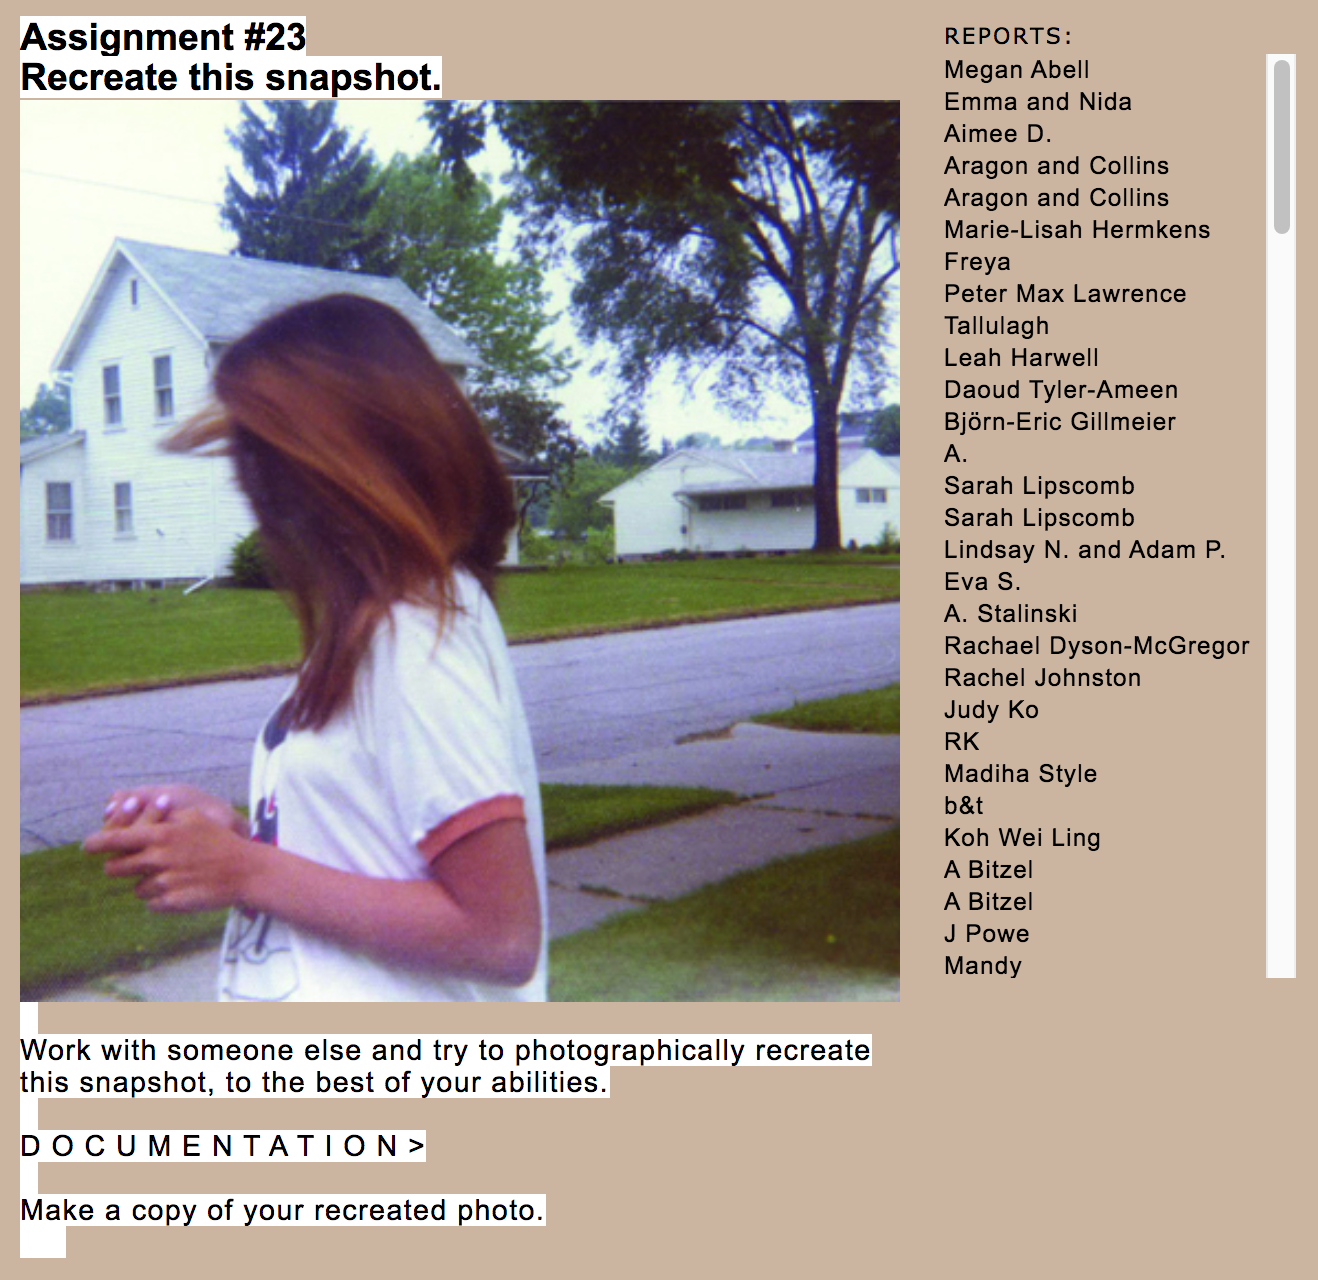 Assignment #23
Recreate this snapshot.
Work with someone else and try to photographically recreate
this snapshot, to the best of your abilities.
DOCUMENTATION>
Make a copy of your recreated photo.
REPORTS:
Megan Abell
Emma and Nida
Aimee D.
Aragon and Collins
Aragon and Collins
Marie-Lisah Hermkens
Freya
Peter Max Lawrence
Tallulagh
Leah Harwell
Daoud Tyler-Ameen
Björn-Eric Gillmeier
A.
Sarah Lipscomb
Sarah Lipscomb
Lindsay N. and Adam P.
Eva S.
A. Stalinski
Rachael Dyson-McGregor
Rachel Johnston
Judy Ko
RK
Madiha Style
b&t
Koh Wei Ling
A Bitzel
A Bitzel
J Powe
Mandy